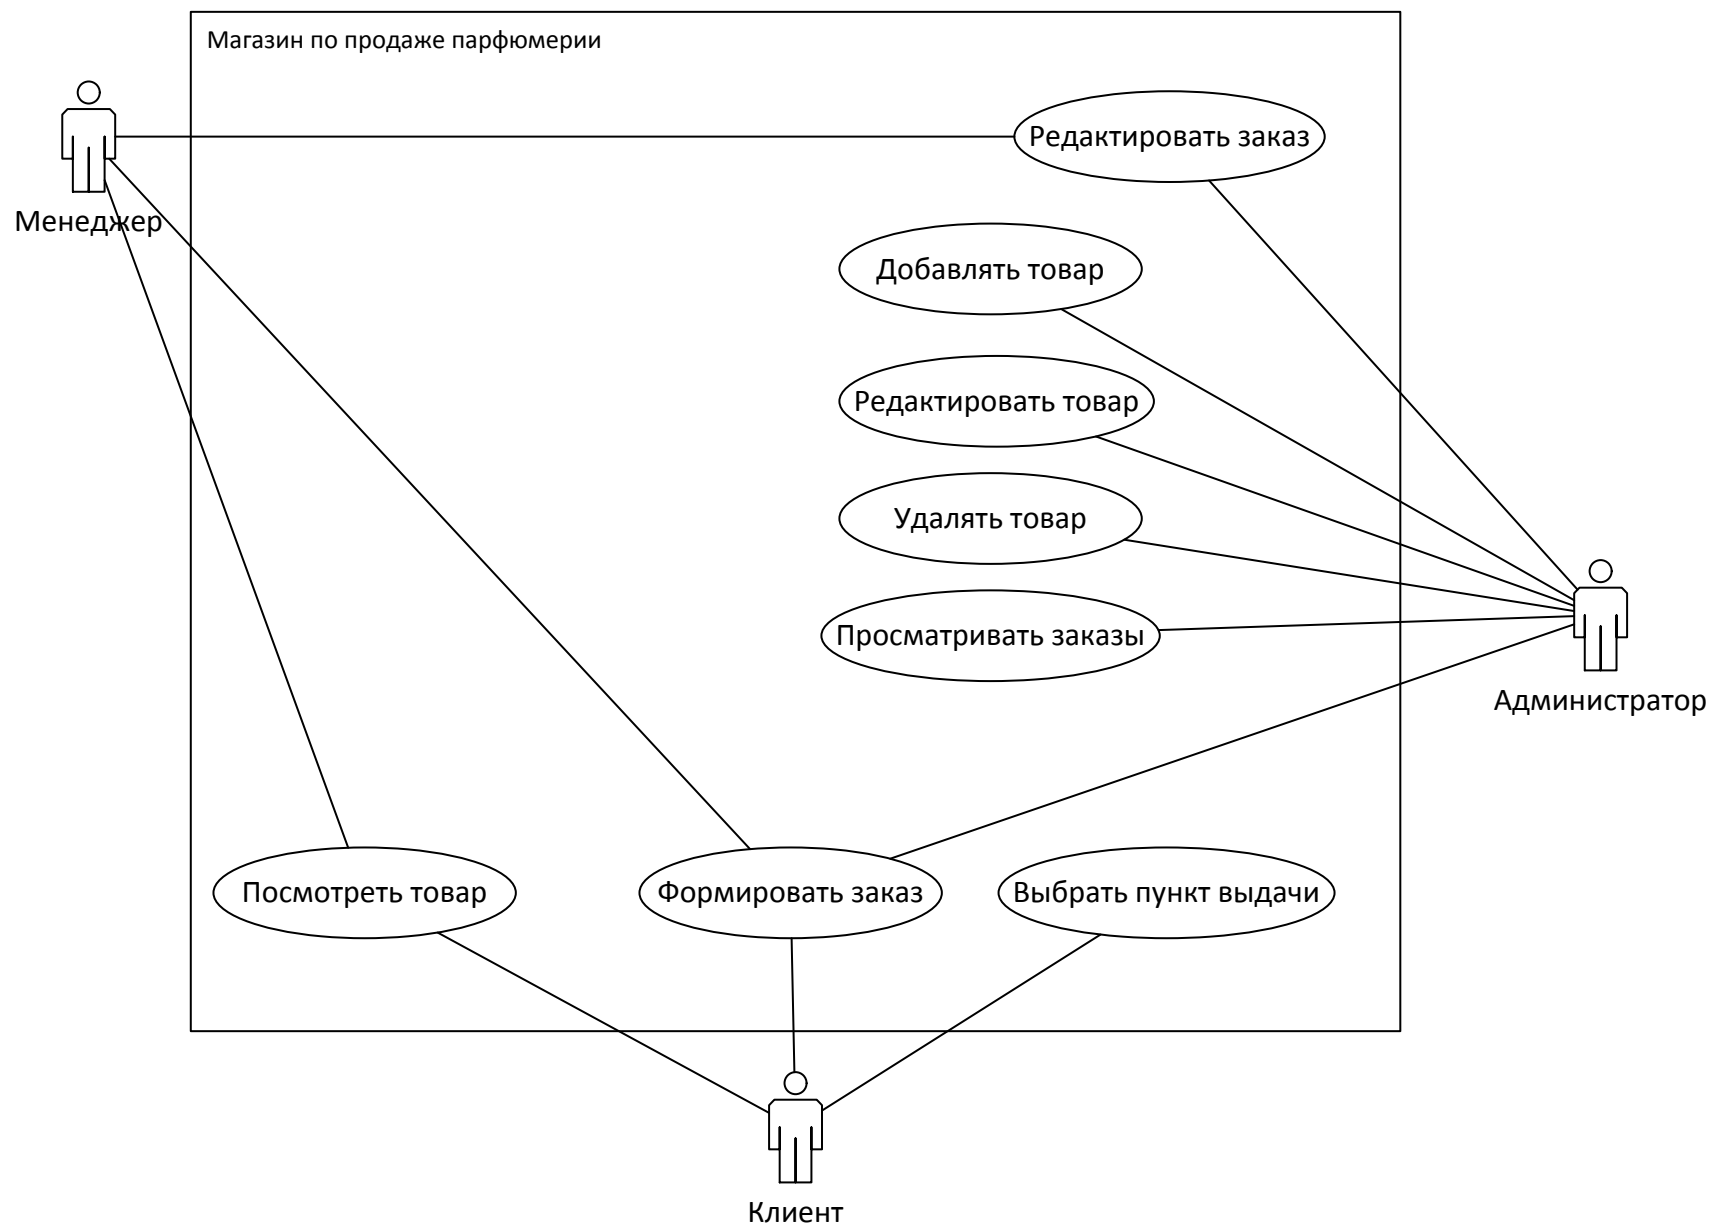 Магазин по продаже парфюмерии
Редактировать заказ
Менеджер
Добавлять товар
Редактировать товар
Удалять товар
Просматривать заказы
Администратор
Посмотреть товар
Формировать заказ
Выбрать пункт выдачи
Клиент